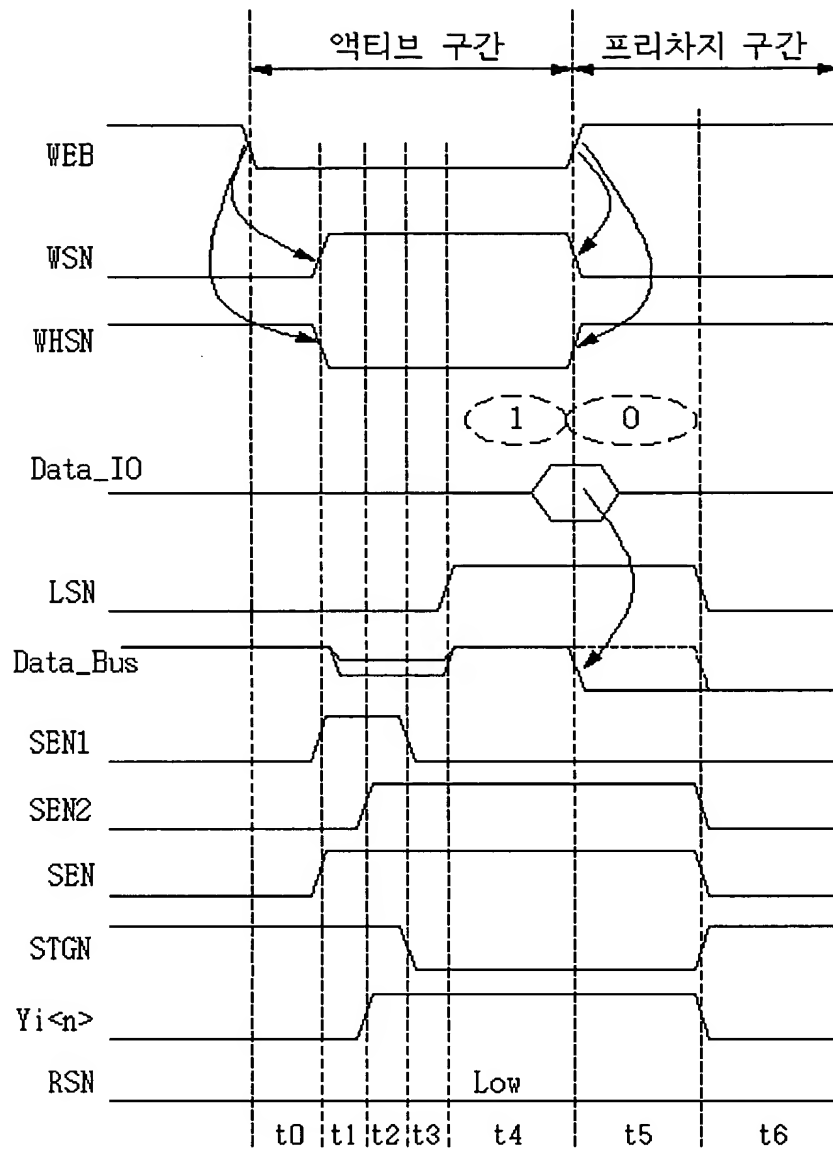 액티브 구간 프리차지 구간
WEB
WSN
WHSN
1 0
Data_IO
LSN
Data_Bus
SEN1
SEN2
SEN
STGN
Yi<n>
RSN Low
t0 t1 t2 t3 t4 t5 t6